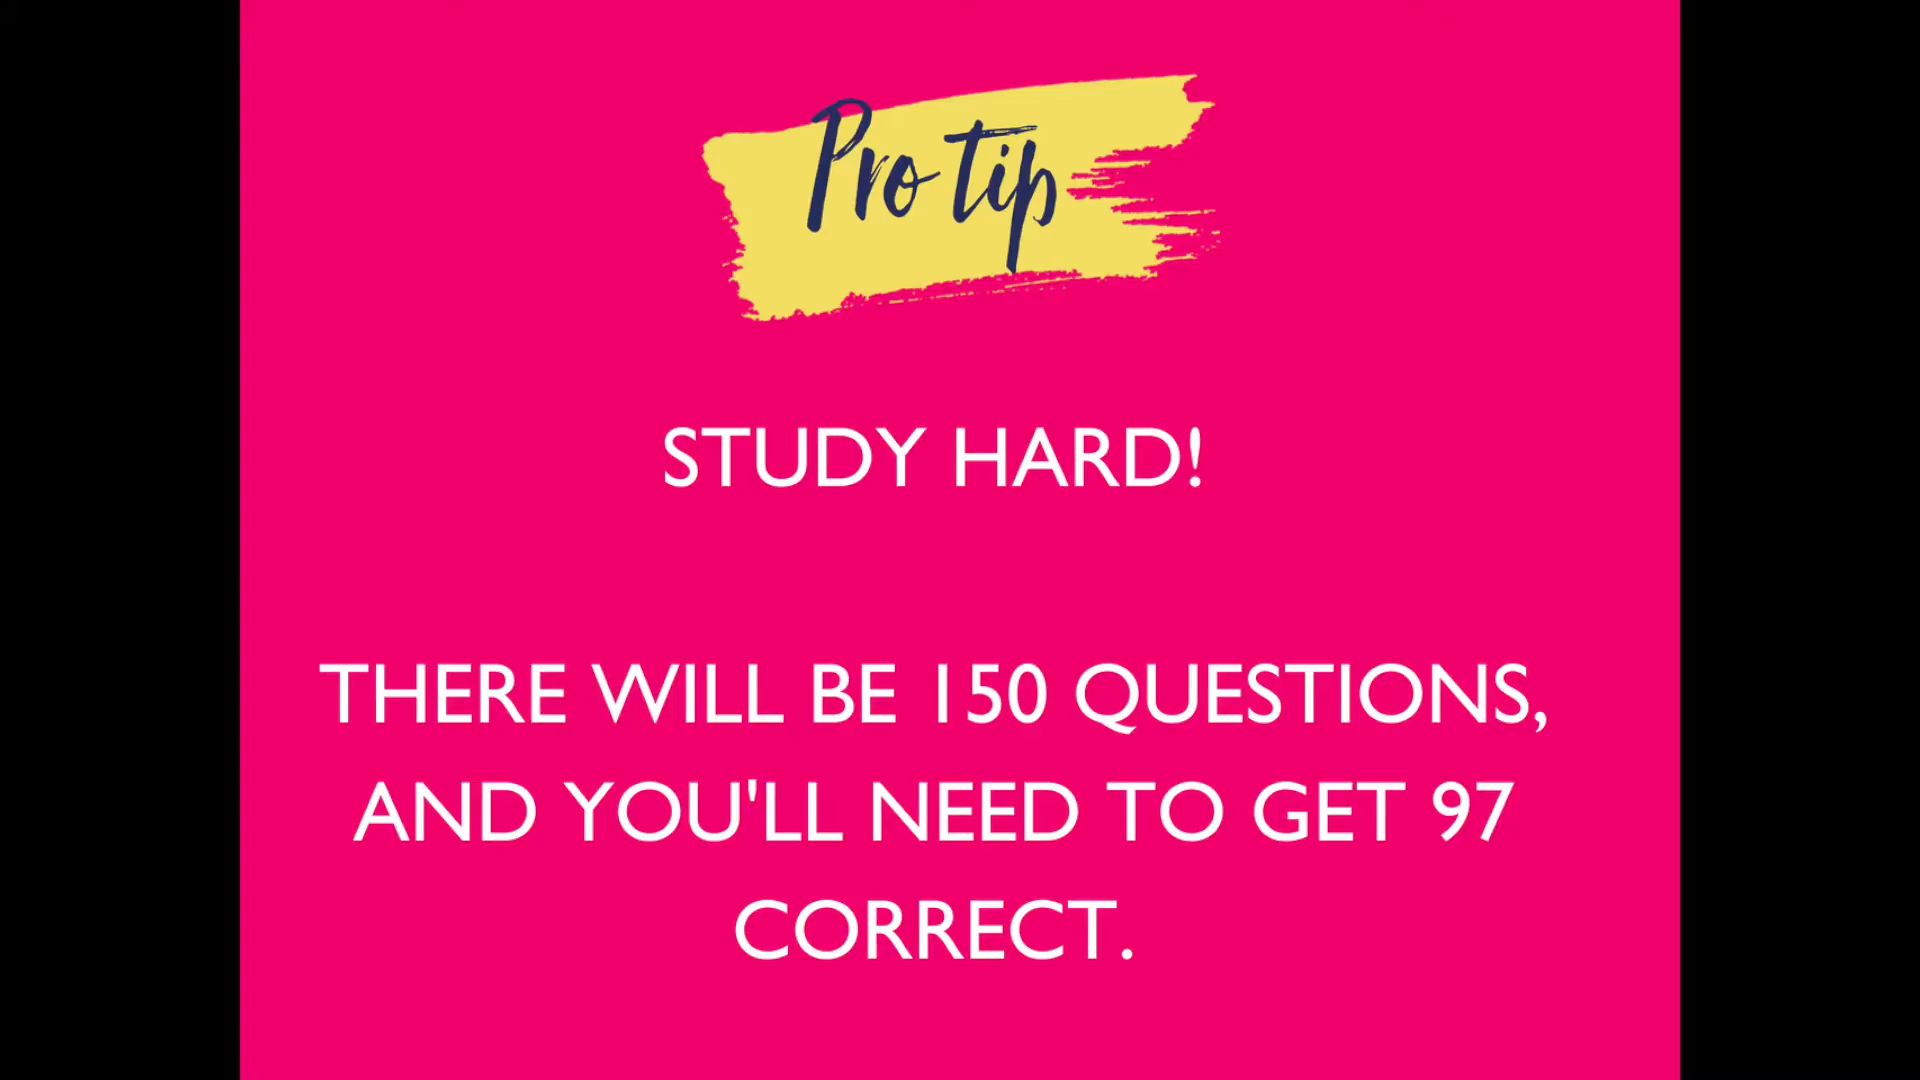 Pro tip
STUDY HARD!
THERE WILL BE 150 QUESTIONS,
AND YOU'LL NEED TO GET 97
CORRECT.